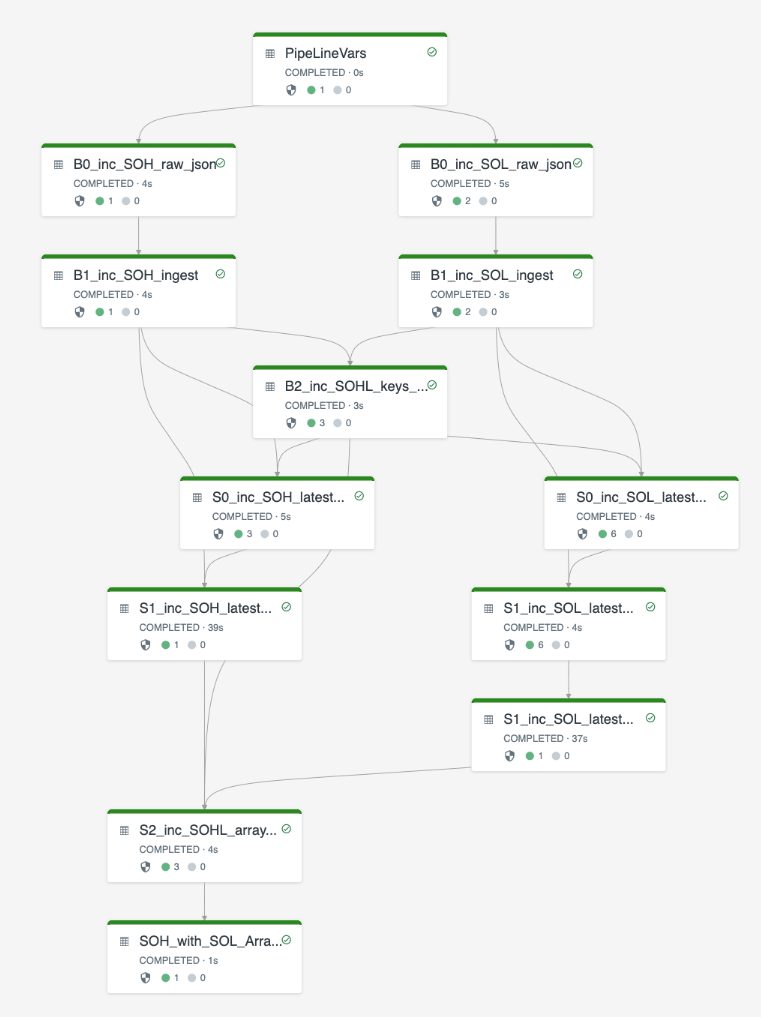 PipeLineVars
COMPLETED · 0s
1 0
B0_inc_SOH_raw_json
COMPLETED · 4s
1 0
B0_inc_SOL_raw_json
COMPLETED · 5s
2 0
B1_inc_SOH_ingest
COMPLETED · 4s
1 0
B1_inc_SOL_ingest
COMPLETED · 3s
2 0
B2_inc_SOHL_keys_...
COMPLETED · 3s
3 0
S0_inc_SOH_latest...
COMPLETED · 5s
3 0
S0_inc_SOL_latest...
COMPLETED · 4s
6 0
S1_inc_SOH_latest...
COMPLETED · 39s
1 0
S1_inc_SOL_latest...
COMPLETED · 4s
6 0
S1_inc_SOL_latest...
COMPLETED · 37s
1 0
S2_inc_SOHL_array...
COMPLETED · 4s
3 0
SOH_with_SOL_Arra...
COMPLETED · 1s
1 0